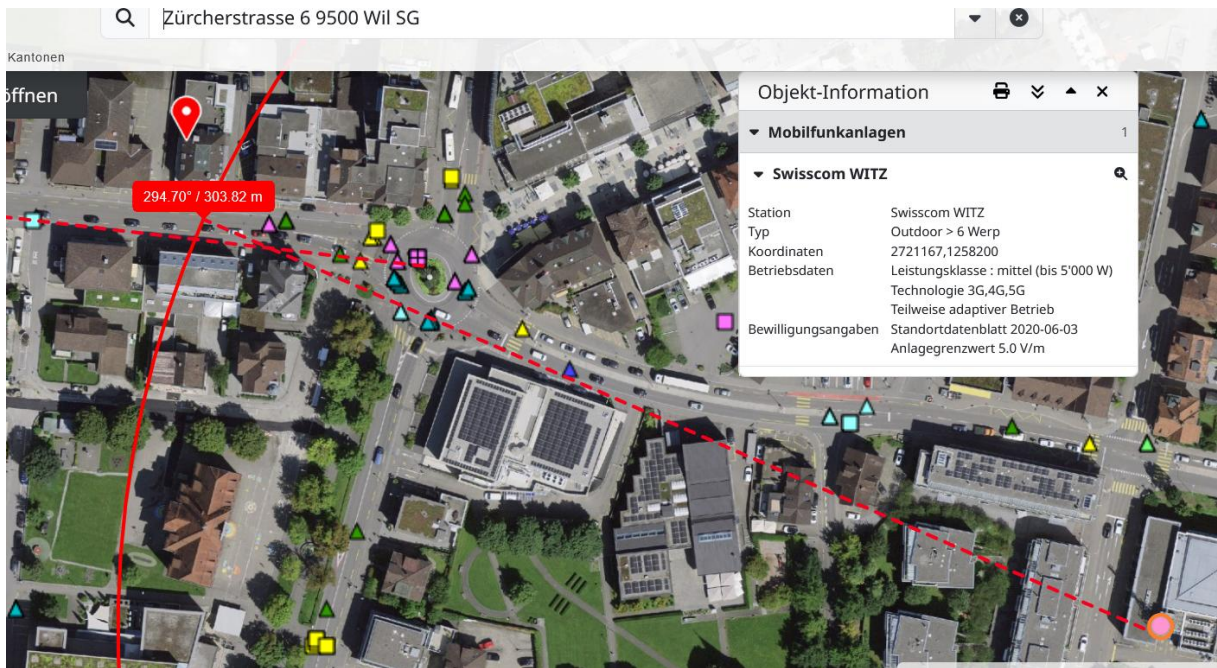 Zürcherstrasse 6 9500 Wil SG
Kantonen
öffnen
Objekt-Information
Mobilfunkanlagen 1
Swisscom WITZ
294.70° / 303.82 m
Station Swisscom WITZ
Typ Outdoor > 6 Werp
Koordinaten 2721167,1258200
Betriebsdaten Leistungsklasse : mittel (bis 5'000 W)
Technologie 3G,4G,5G
Teilweise adaptiver Betrieb
Bewilligungsangaben Standortdatenblatt 2020-06-03
Anlagegrenzwert 5.0 V/m